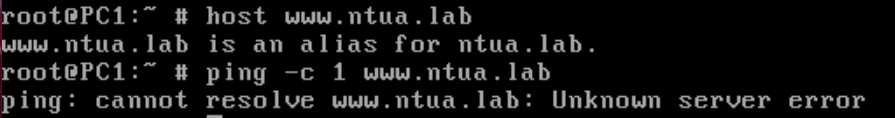 root@PC1:~ # host www.ntua.lab
www.ntua.lab is an alias for ntua.lab.
root@PC1:~ # ping -c 1 www.ntua.lab
ping: cannot resolve www.ntua.lab: Unknown server error